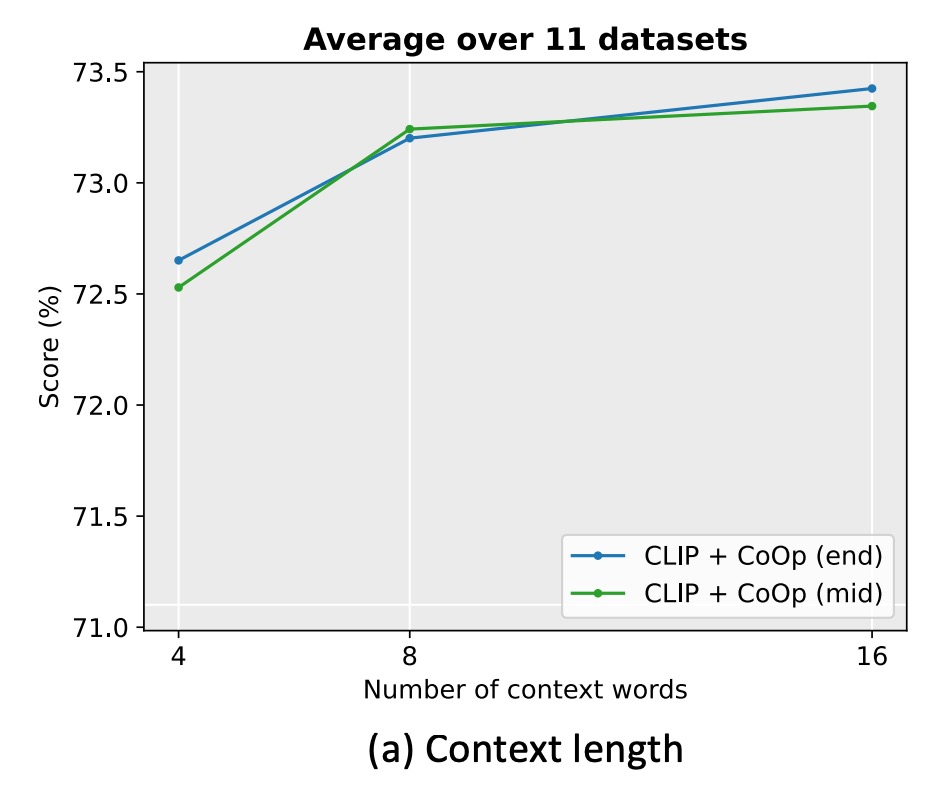 Average over 11 datasets
73.5
73.0
72.5
72.0
71.5
71.0
Score (%)
CLIP + CoOp (end)
CLIP + CoOp (mid)
4 8 16
Number of context words
(a) Context length